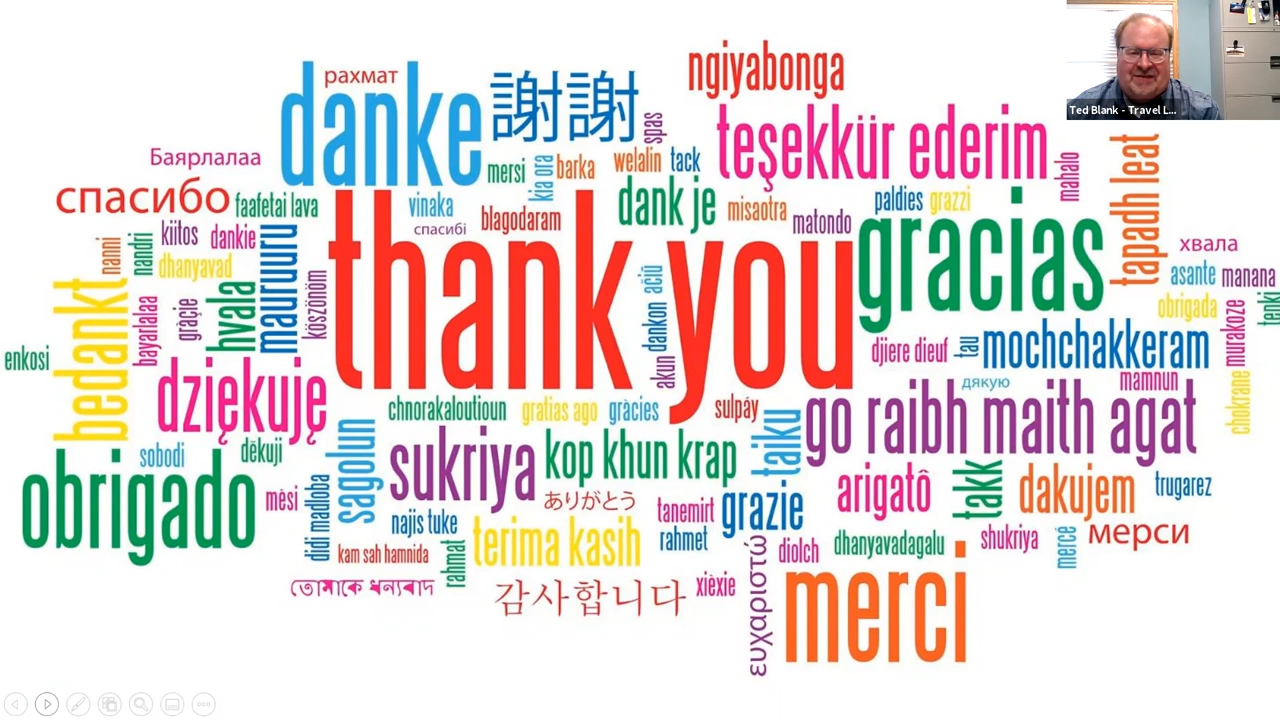 Ted Blank - Travel L...
ngiyabonga
рахмат
danke
謝謝
spas
teşekkür ederim
mahalo
tapadh leat
Баярлалаа
mersi
kia ora
barka
welalin
tack
спасибо
faafetai lava
vinaka
blagodaram
dank je
misaotra
matondo
paldies
grazzi
gracias
хвала
спасибі
nanni
nandri
kiitos
dankie
dhanyavad
mauruuru
köszönöm
thank you
ačiū
dankon
akun
asante
manana
obrigada
tenki
bedankt
bayarlalaa
gràcie
hvala
enkosi
djiere dieuf
tau
mochchakkeram
murakoze
дякую
mamnun
chokrane
dziękuję
chnorakaloutioun
gratias ago
gràcies
sulpáy
go raibh maith agat
taiku
sobodi
děkuji
sagolun
sukriya
kop khun krap
obrigado
mèsi
didi madloba
ありがとう
tanemirt
grazie
arigatô
takk
dakujem
trugarez
najis tuke
terima kasih
rahmet
kam sah hamnida
rahmat
diolch
dhanyavadagalu
shukriya
mercé
мерси
감사합니다
xièxie
ευχαριστώ
merci